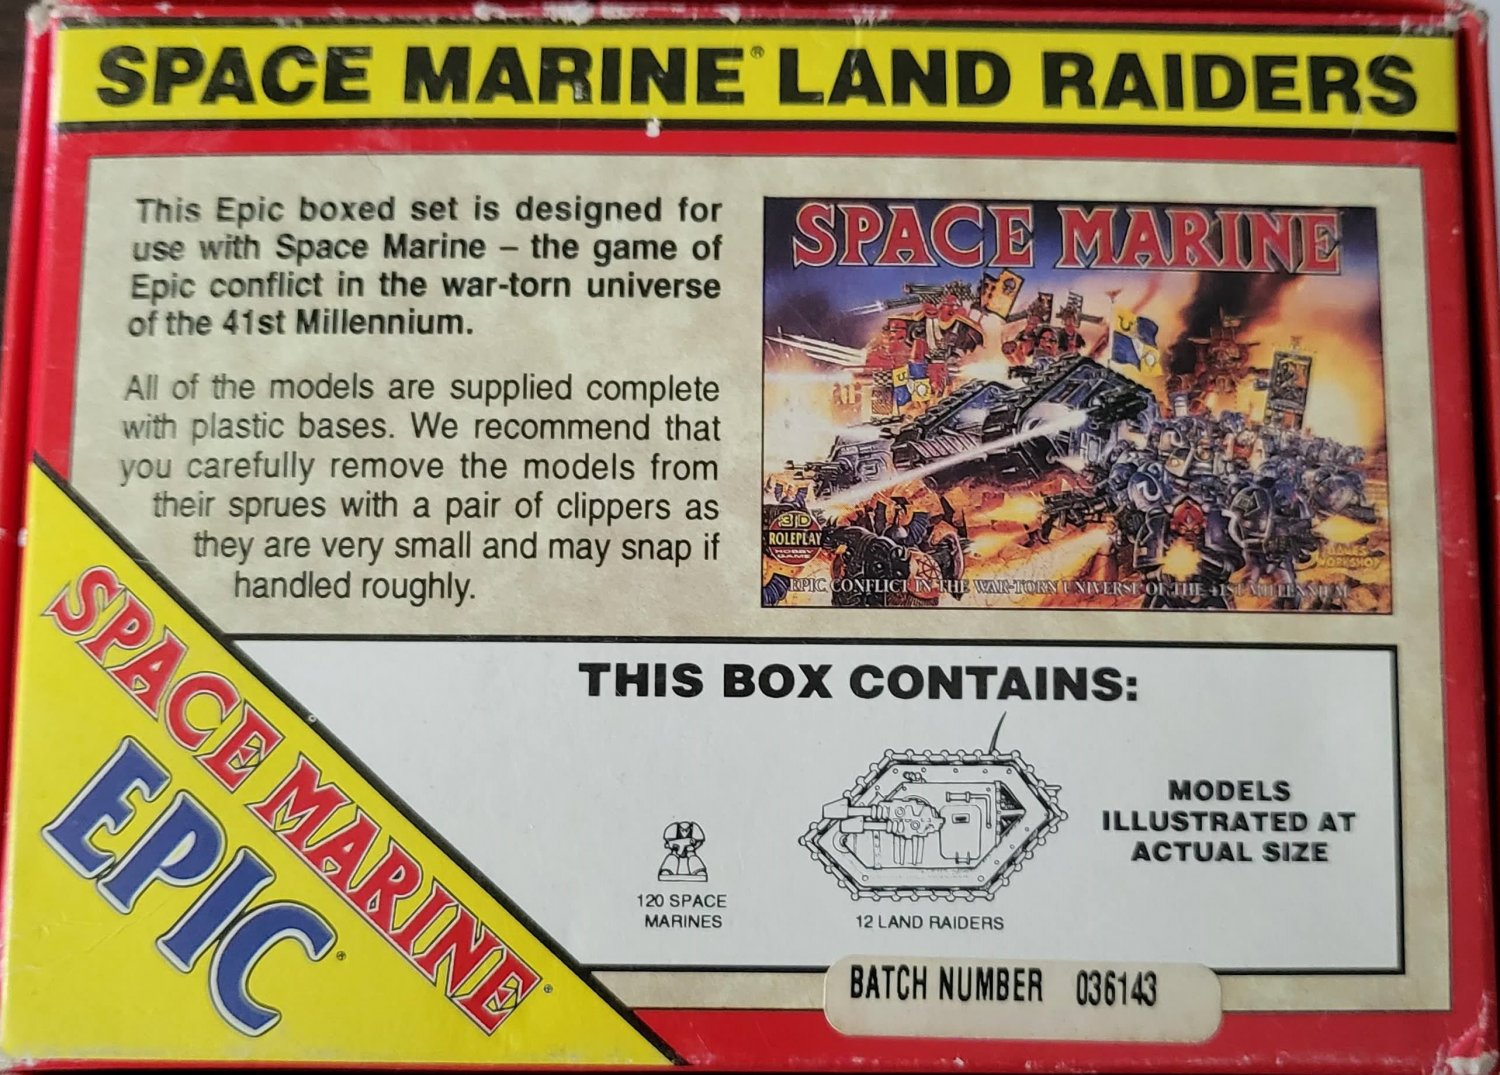 SPACE MARINE® LAND RAIDERS
This Epic boxed set is designed for
use with Space Marine – the game of
Epic conflict in the war-torn universe
of the 41st Millennium.
All of the models are supplied complete
with plastic bases. We recommend that
you carefully remove the models from
their sprues with a pair of clippers as
they are very small and may snap if
handled roughly.
SPACE MARINE
3D
ROLEPLAY
HOBBY
GAME
GAMES
WORKSHOP
EPIC CONFLICT IN THE WAR-TORN UNIVERSE OF THE 41ST MILLENNIUM
SPACE MARINE®
EPIC®
THIS BOX CONTAINS:
120 SPACE
MARINES
12 LAND RAIDERS
MODELS
ILLUSTRATED AT
ACTUAL SIZE
BATCH NUMBER 036143